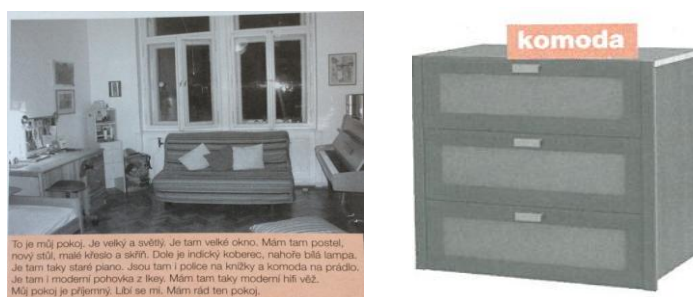 To je můj pokoj. Je velký a světlý. Je tam velké okno. Mám tam postel,
nový stůl, malé křeslo a skříň. Dole je indický koberec, nahoře bílá lampa.
Je tam taky staré piano. Jsou tam i police na knížky a komoda na prádlo.
Je tam i moderní pohovka z Ikey. Mám tam taky moderní hifi věž.
Můj pokoj je příjemný. Líbí se mi. Mám rád ten pokoj.
komoda